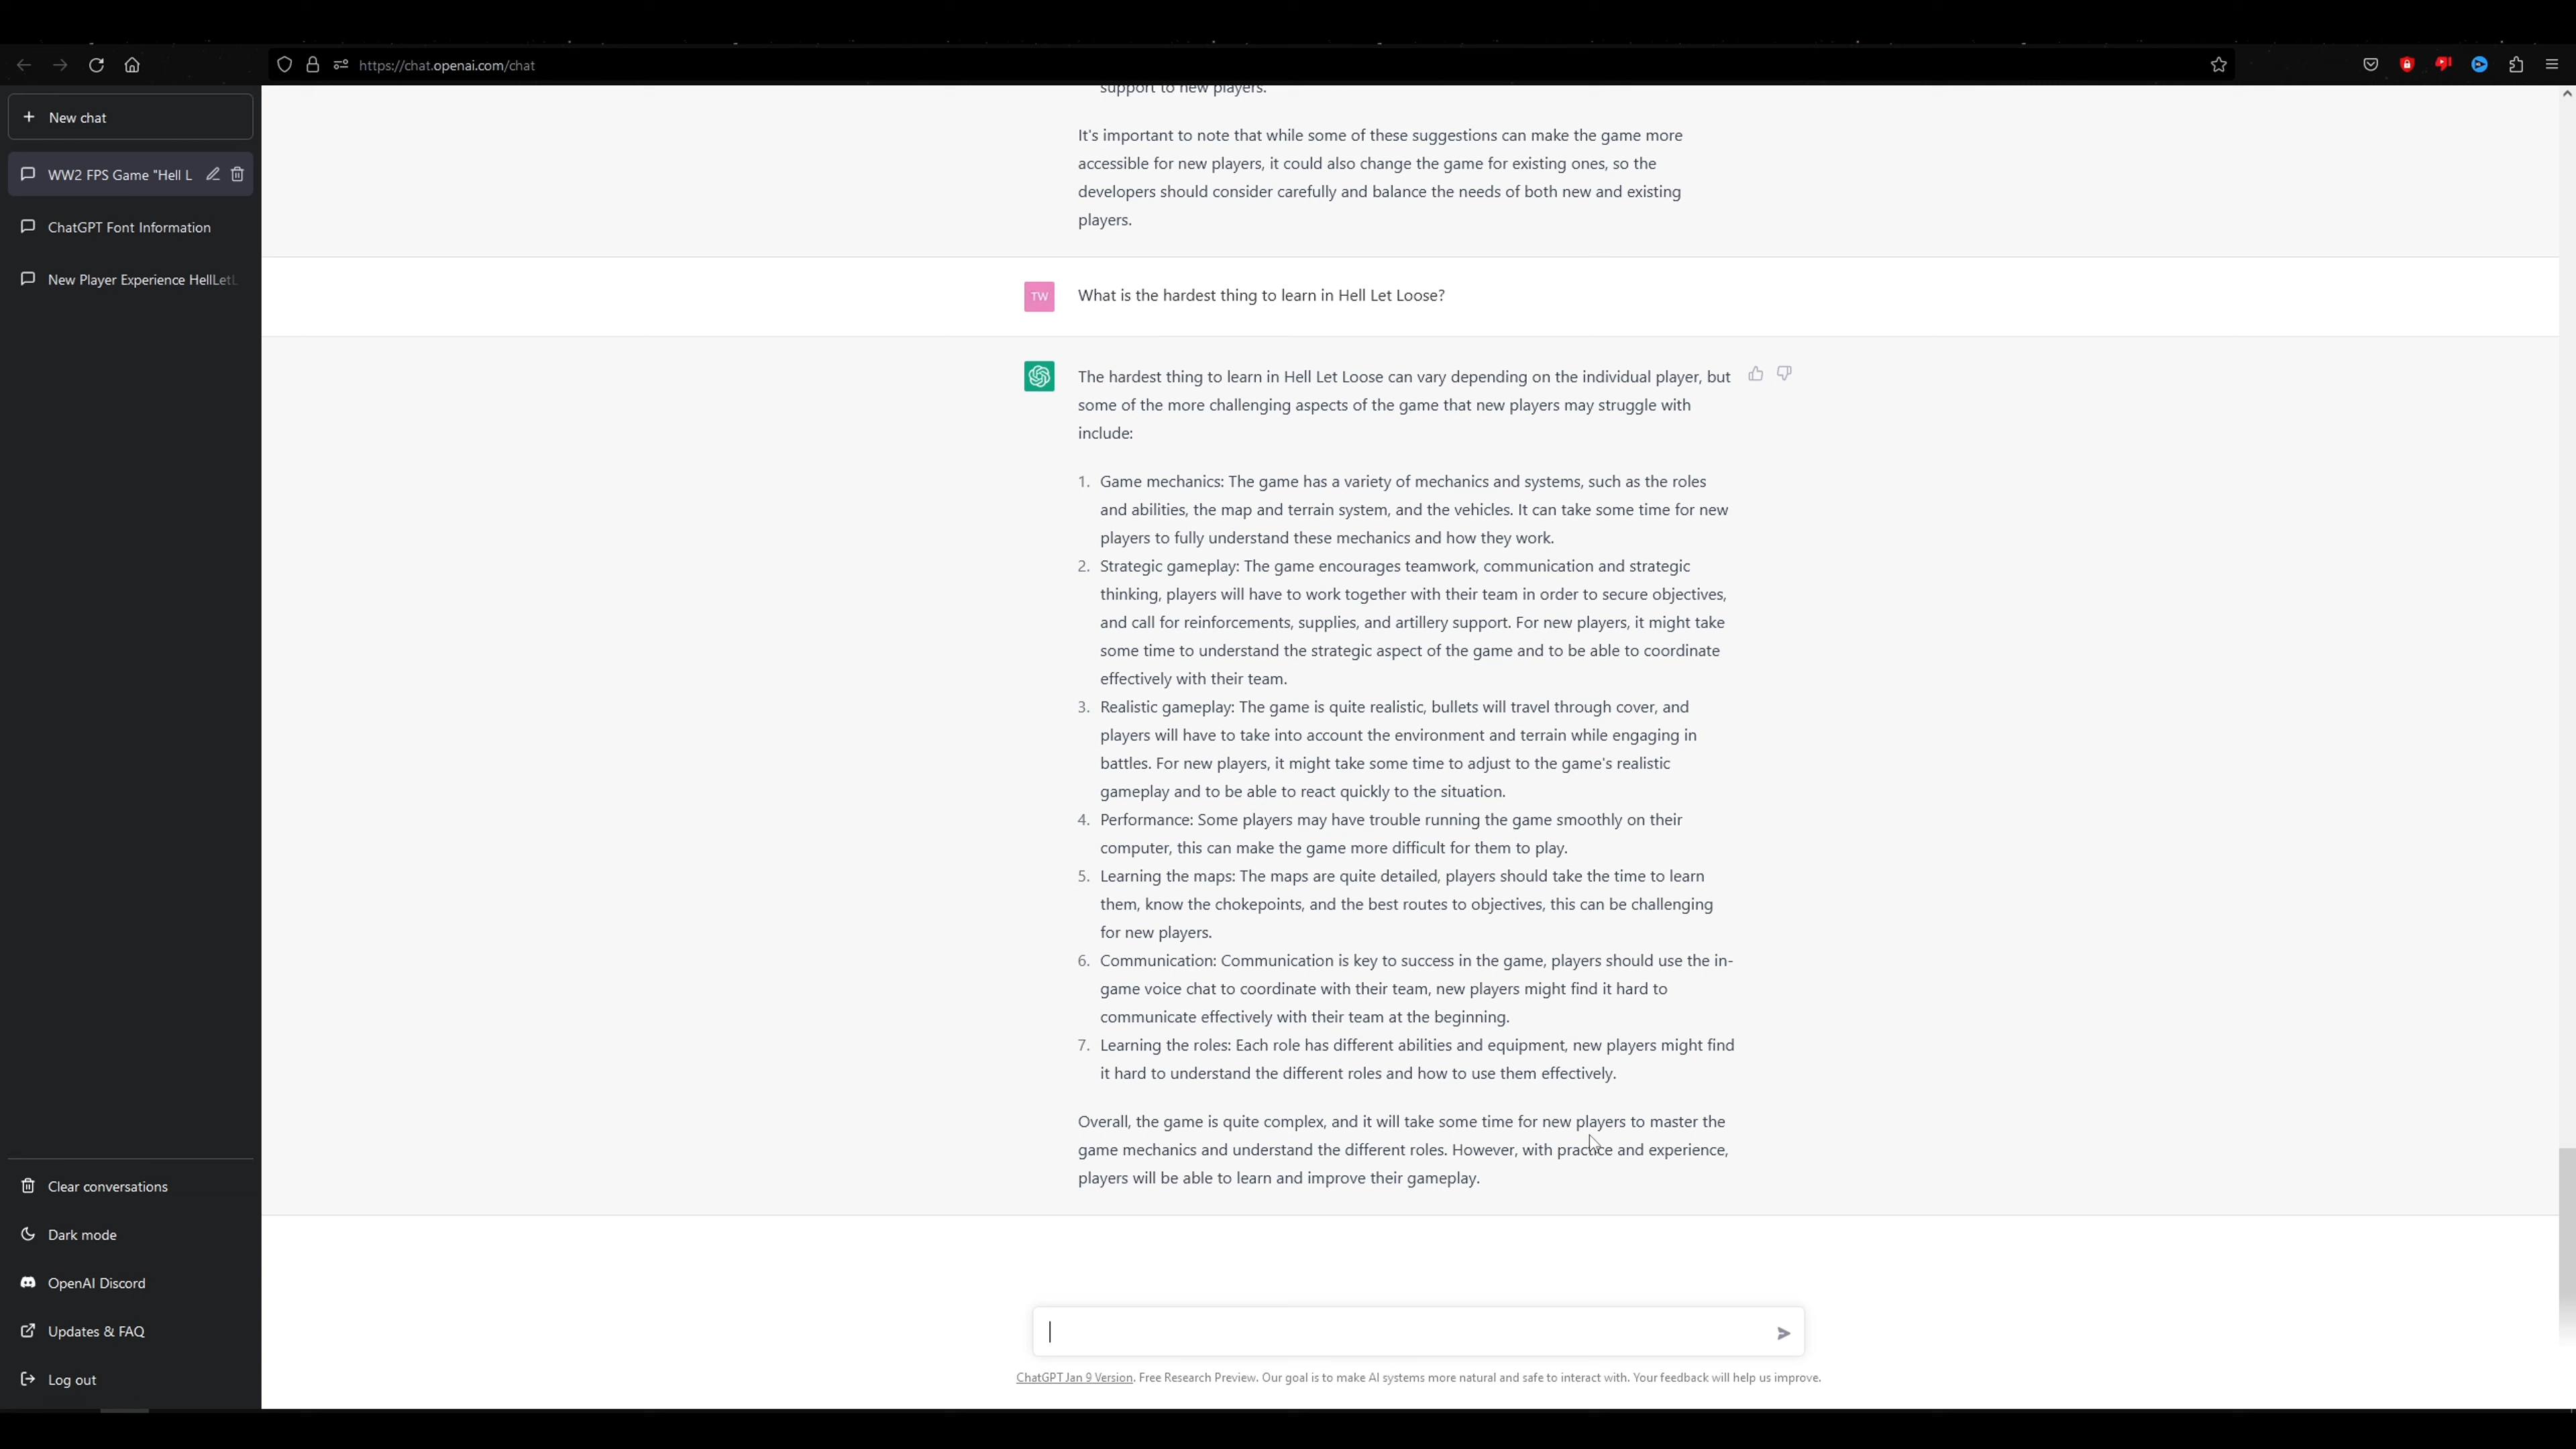 https://chat.openai.com/chat
New chat
WW2 FPS Game "Hell L
ChatGPT Font Information
New Player Experience HellLetL
Clear conversations
Dark mode
OpenAI Discord
Updates & FAQ
Log out
support to new players.
It's important to note that while some of these suggestions can make the game more
accessible for new players, it could also change the game for existing ones, so the
developers should consider carefully and balance the needs of both new and existing
players.
TW
What is the hardest thing to learn in Hell Let Loose?
The hardest thing to learn in Hell Let Loose can vary depending on the individual player, but
some of the more challenging aspects of the game that new players may struggle with
include:
1. Game mechanics: The game has a variety of mechanics and systems, such as the roles
and abilities, the map and terrain system, and the vehicles. It can take some time for new
players to fully understand these mechanics and how they work.
2. Strategic gameplay: The game encourages teamwork, communication and strategic
thinking, players will have to work together with their team in order to secure objectives,
and call for reinforcements, supplies, and artillery support. For new players, it might take
some time to understand the strategic aspect of the game and to be able to coordinate
effectively with their team.
3. Realistic gameplay: The game is quite realistic, bullets will travel through cover, and
players will have to take into account the environment and terrain while engaging in
battles. For new players, it might take some time to adjust to the game's realistic
gameplay and to be able to react quickly to the situation.
4. Performance: Some players may have trouble running the game smoothly on their
computer, this can make the game more difficult for them to play.
5. Learning the maps: The maps are quite detailed, players should take the time to learn
them, know the chokepoints, and the best routes to objectives, this can be challenging
for new players.
6. Communication: Communication is key to success in the game, players should use the in-
game voice chat to coordinate with their team, new players might find it hard to
communicate effectively with their team at the beginning.
7. Learning the roles: Each role has different abilities and equipment, new players might find
it hard to understand the different roles and how to use them effectively.
Overall, the game is quite complex, and it will take some time for new players to master the
game mechanics and understand the different roles. However, with practice and experience,
players will be able to learn and improve their gameplay.
ChatGPT Jan 9 Version. Free Research Preview. Our goal is to make AI systems more natural and safe to interact with. Your feedback will help us improve.